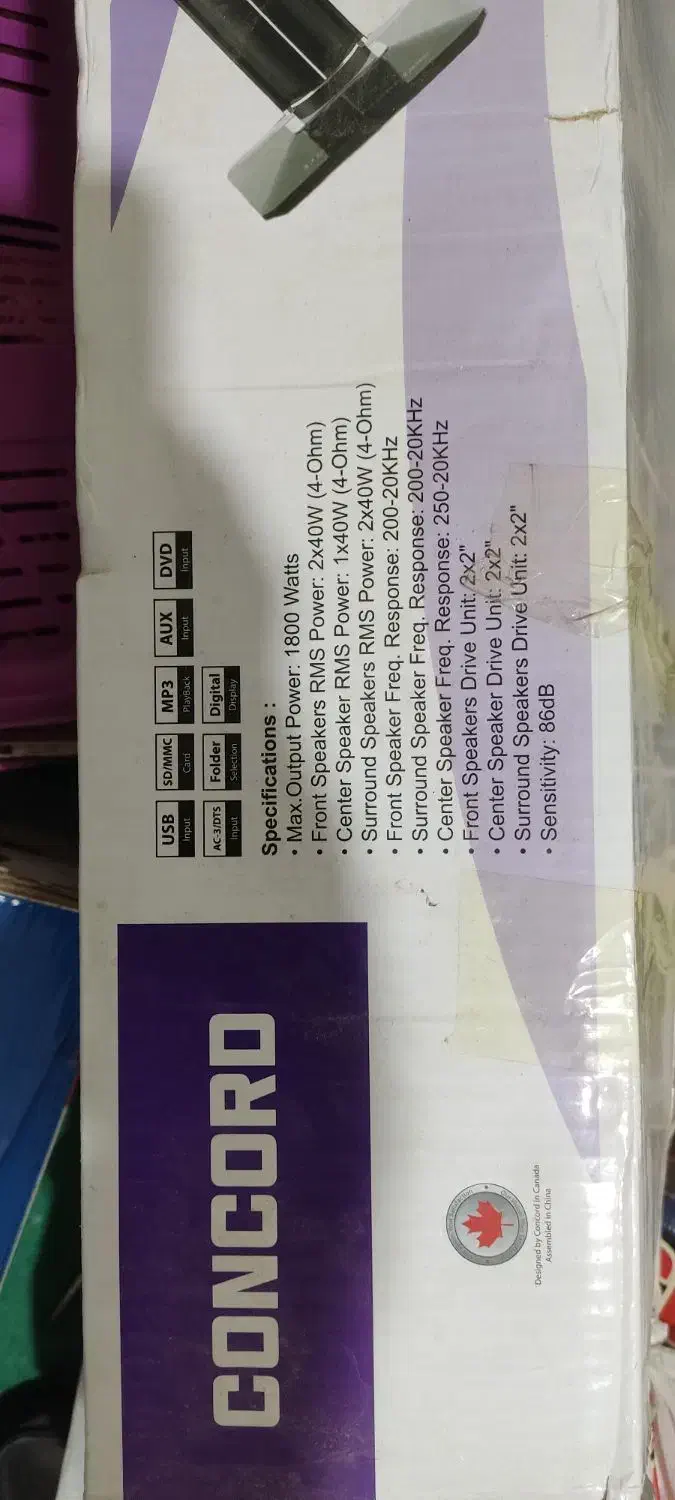 USB
Input
SD/MMC
Card
MP3
PlayBack
AUX
Input
DVD
Input
AC-3/DTS
Input
Folder
Selection
Digital
Display
Specifications :
• Max.Output Power: 1800 Watts
• Front Speakers RMS Power: 2x40W (4-Ohm)
• Center Speaker RMS Power: 1x40W (4-Ohm)
• Surround Speakers RMS Power: 2x40W (4-Ohm)
• Front Speaker Freq. Response: 200-20KHz
• Surround Speaker Freq. Response: 200-20KHz
• Center Speaker Freq. Response: 250-20KHz
• Front Speakers Drive Unit: 2x2"
• Center Speaker Drive Unit: 2x2"
• Surround Speakers Drive Unit: 2x2"
• Sensitivity: 86dB
CONCORD
Designed by Concord in Canada
Assembled in China